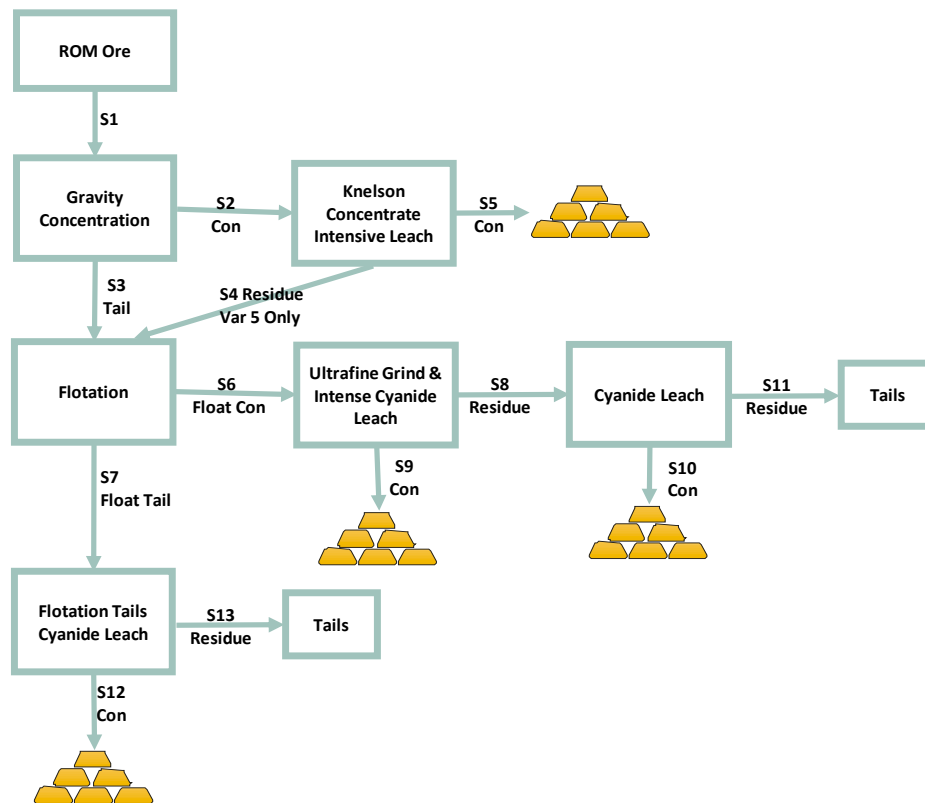 ROM Ore
S1
Gravity
Concentration
S2
Con
Knelson
Concentrate
Intensive Leach
S5
Con
S3
Tail
S4 Residue
Var 5 Only
Flotation
S6
Float Con
Ultrafine Grind &
Intense Cyanide
Leach
S8
Residue
Cyanide Leach
S11
Residue
Tails
S7
Float Tail
S9
Con
S10
Con
Flotation Tails
Cyanide Leach
S13
Residue
Tails
S12
Con